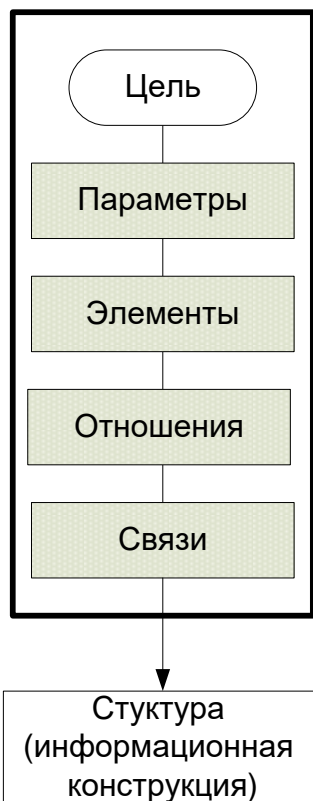 Цель
Параметры
Элементы
Отношения
Связи
Стуктура
(информационная
конструкция)